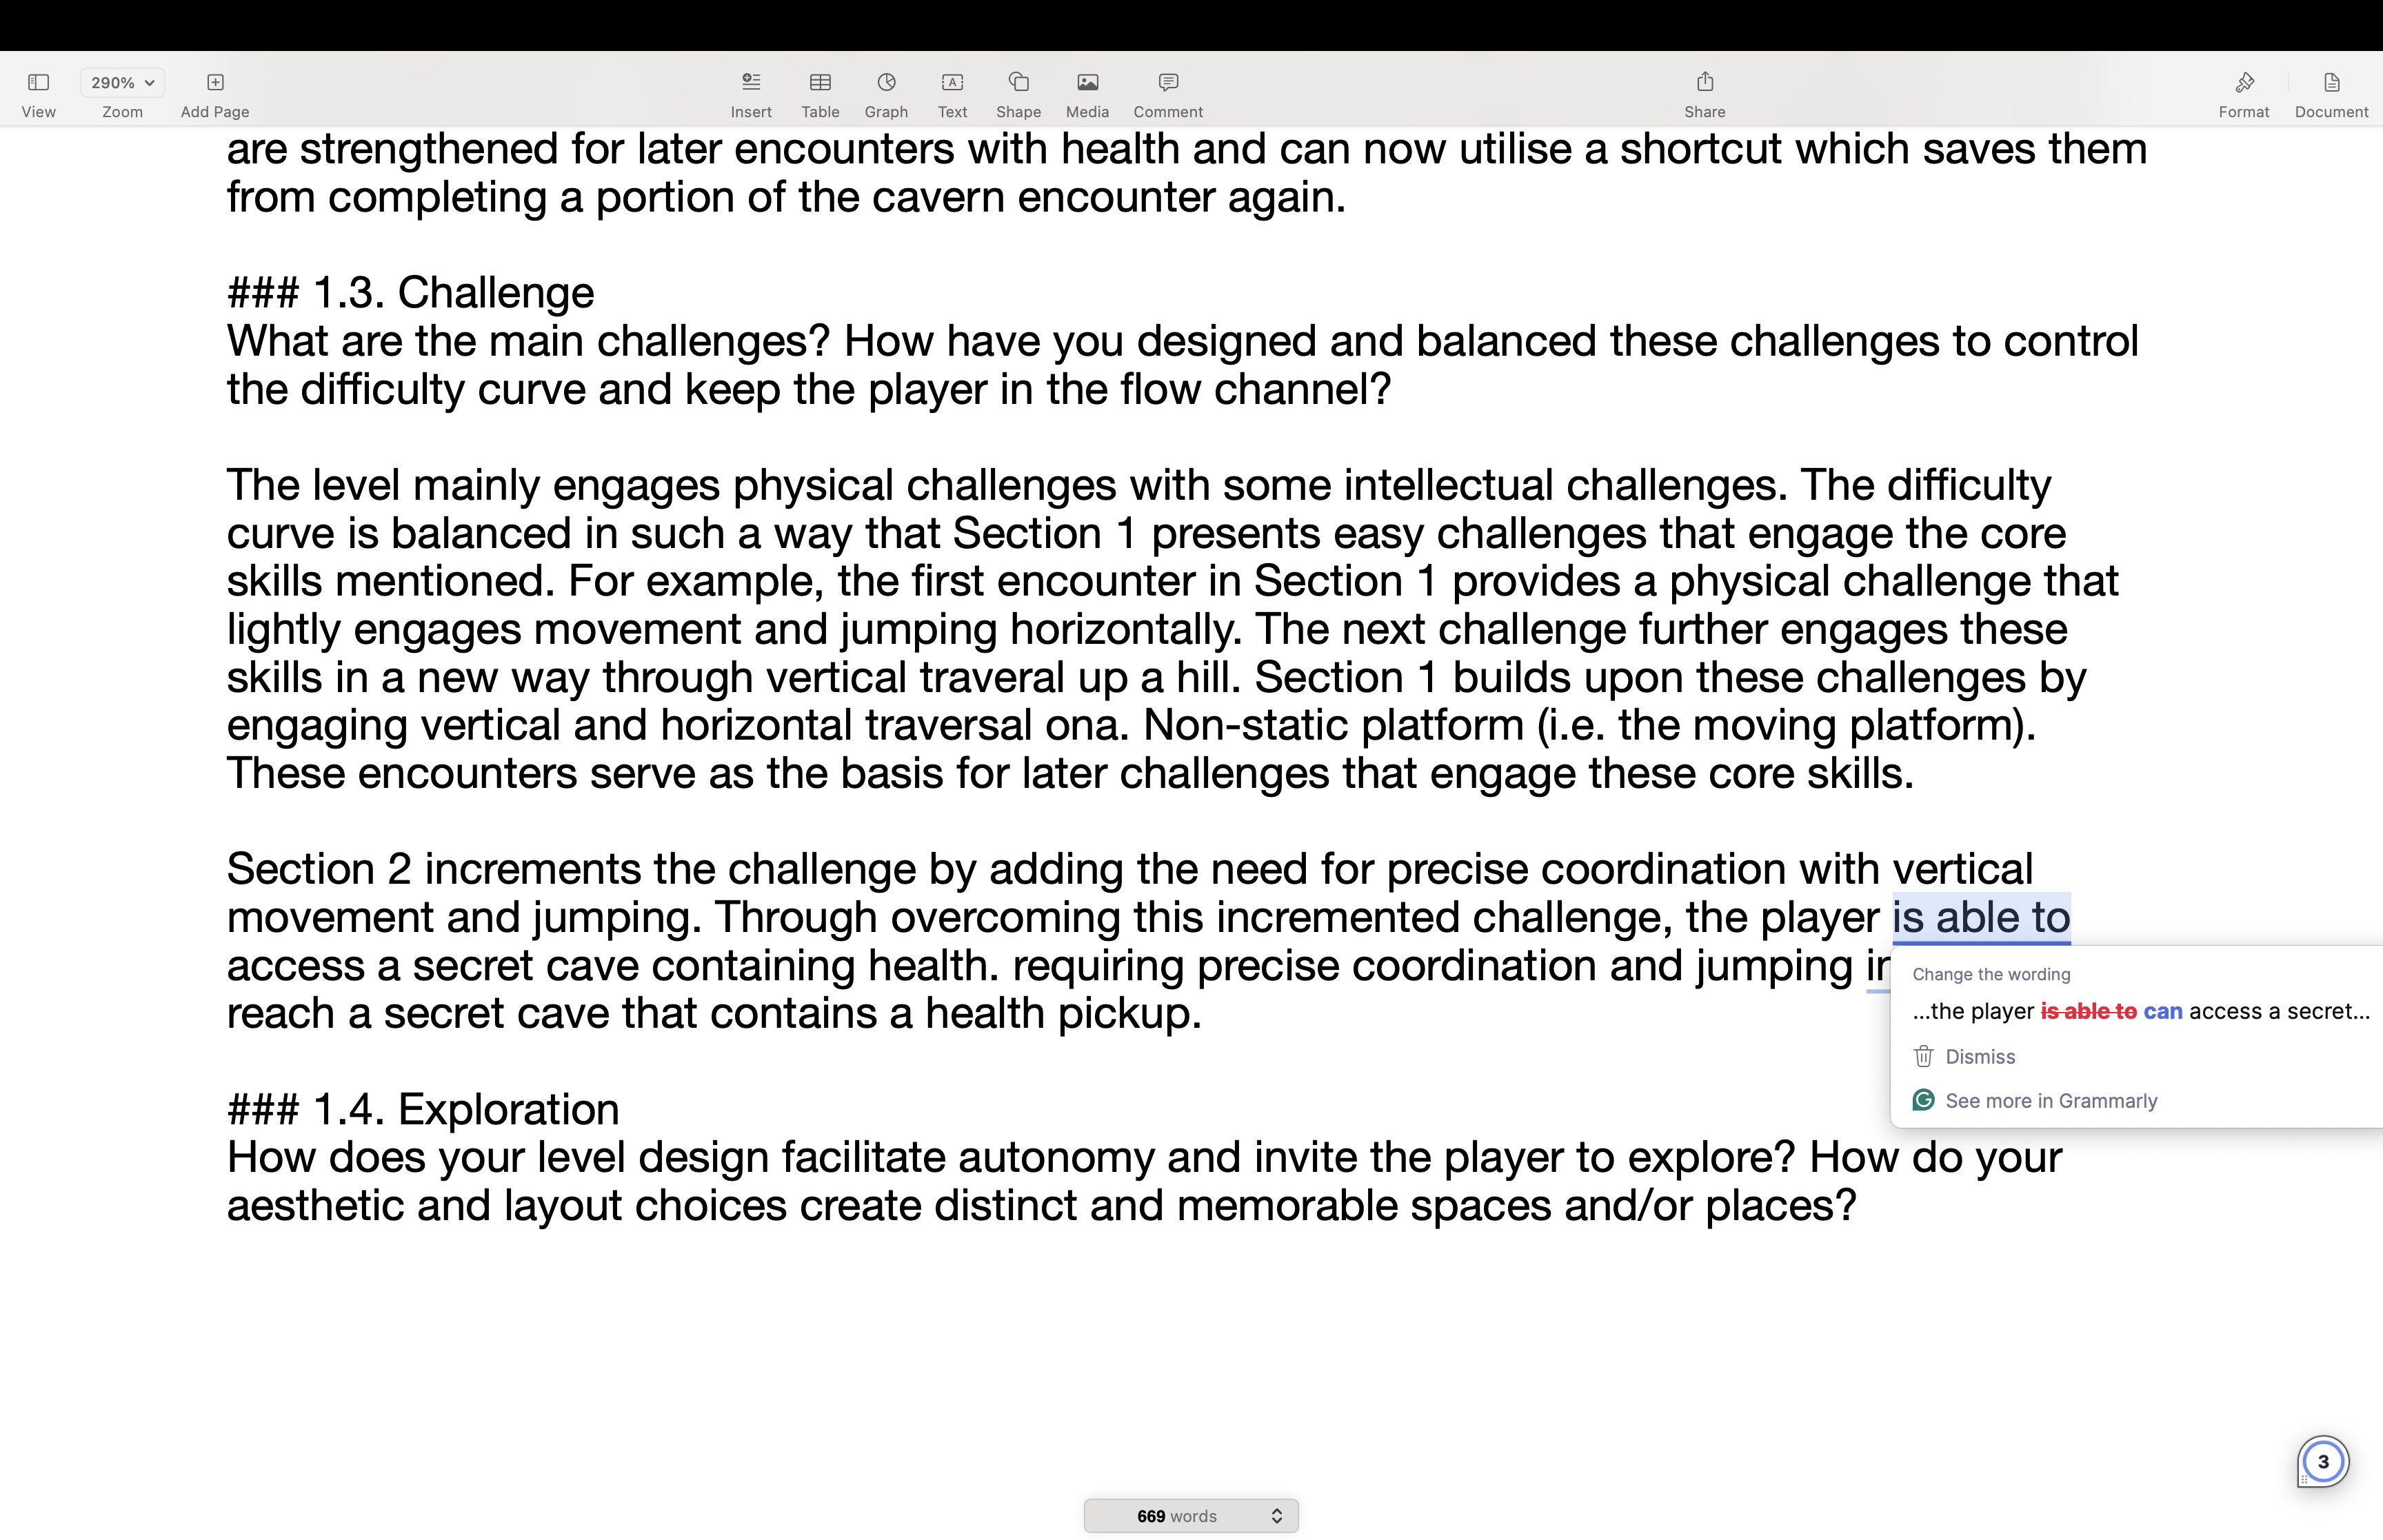 290%
View
Zoom
Add Page
Insert
Table
Graph
Text
Shape
Media
Comment
Share
Format
Document
are strengthened for later encounters with health and can now utilise a shortcut which saves them
from completing a portion of the cavern encounter again.
### 1.3. Challenge
What are the main challenges? How have you designed and balanced these challenges to control
the difficulty curve and keep the player in the flow channel?
The level mainly engages physical challenges with some intellectual challenges. The difficulty
curve is balanced in such a way that Section 1 presents easy challenges that engage the core
skills mentioned. For example, the first encounter in Section 1 provides a physical challenge that
lightly engages movement and jumping horizontally. The next challenge further engages these
skills in a new way through vertical traveral up a hill. Section 1 builds upon these challenges by
engaging vertical and horizontal traversal ona. Non-static platform (i.e. the moving platform).
These encounters serve as the basis for later challenges that engage these core skills.
Section 2 increments the challenge by adding the need for precise coordination with vertical
movement and jumping. Through overcoming this incremented challenge, the player is able to
access a secret cave containing health. requiring precise coordination and jumping
reach a secret cave that contains a health pickup.
Change the wording
...the player is able to can access a secret...
Dismiss
See more in Grammarly
### 1.4. Exploration
How does your level design facilitate autonomy and invite the player to explore? How do your
aesthetic and layout choices create distinct and memorable spaces and/or places?
3
669 words